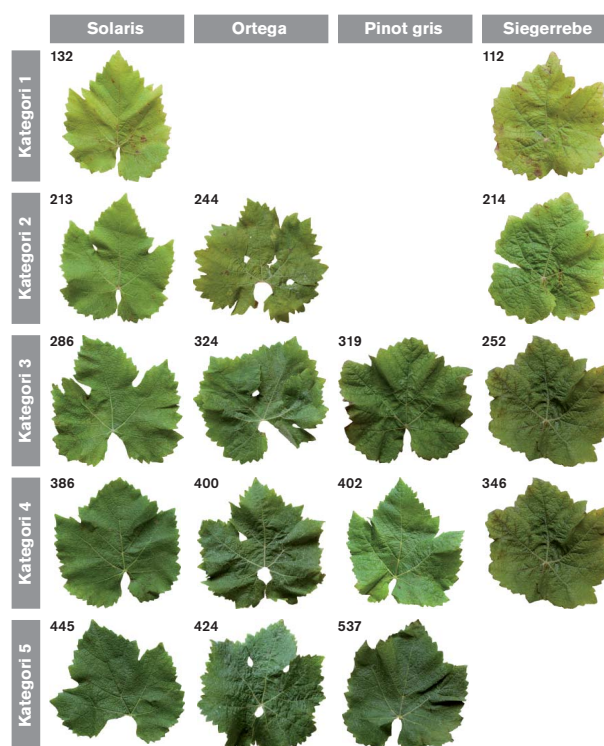 Solaris Ortega Pinot gris Siegerrebe
Kategori 1
132 112
Kategori 2
213 244 214
Kategori 3
286 324 319 252
Kategori 4
386 400 402 346
Kategori 5
445 424 537